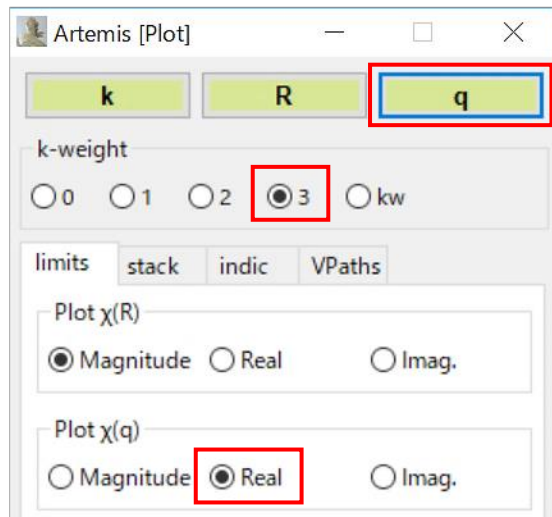 Artemis [Plot]
k R q
k-weight
0 1 2 3 kw
limits stack indic VPaths
Plot χ(R)
Magnitude Real Imag.
Plot χ(q)
Magnitude Real Imag.